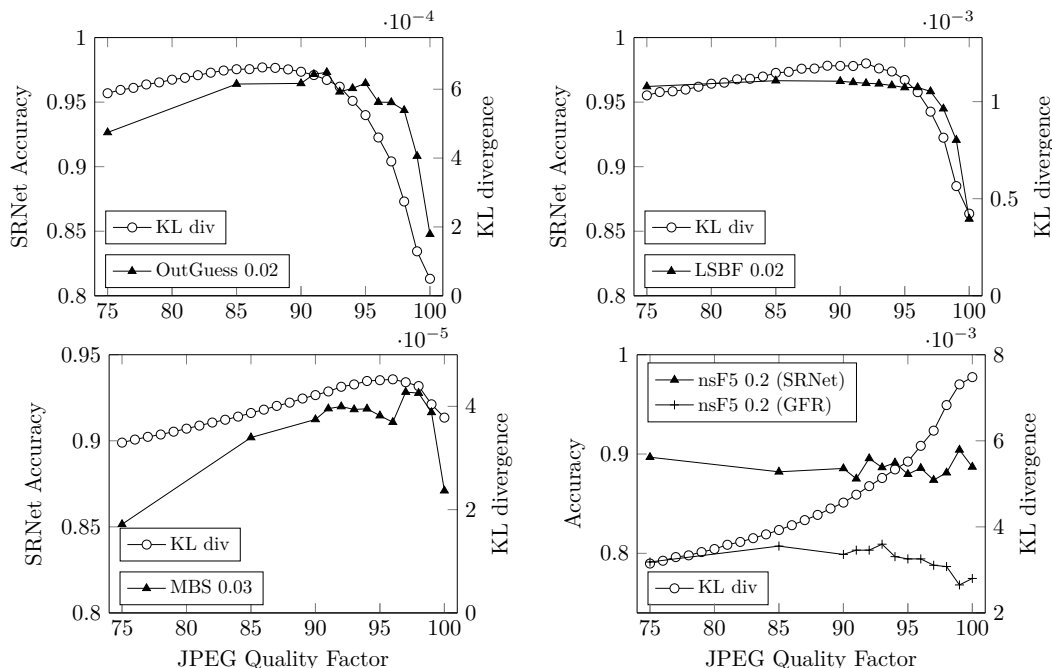 ·10⁻⁴
1
0.95
0.9
0.85
0.8
SRNet Accuracy
6
4
2
0
KL divergence
KL div
OutGuess 0.02
75 80 85 90 95 100
·10⁻³
1
0.95
0.9
0.85
0.8
SRNet Accuracy
1
0.5
0
KL divergence
KL div
LSBF 0.02
75 80 85 90 95 100
·10⁻⁵
0.95
0.9
0.85
0.8
SRNet Accuracy
4
2
0
KL divergence
KL div
MBS 0.03
75 80 85 90 95 100
JPEG Quality Factor
·10⁻³
1
0.9
0.8
Accuracy
8
6
4
2
KL divergence
nsF5 0.2 (SRNet)
nsF5 0.2 (GFR)
KL div
75 80 85 90 95 100
JPEG Quality Factor